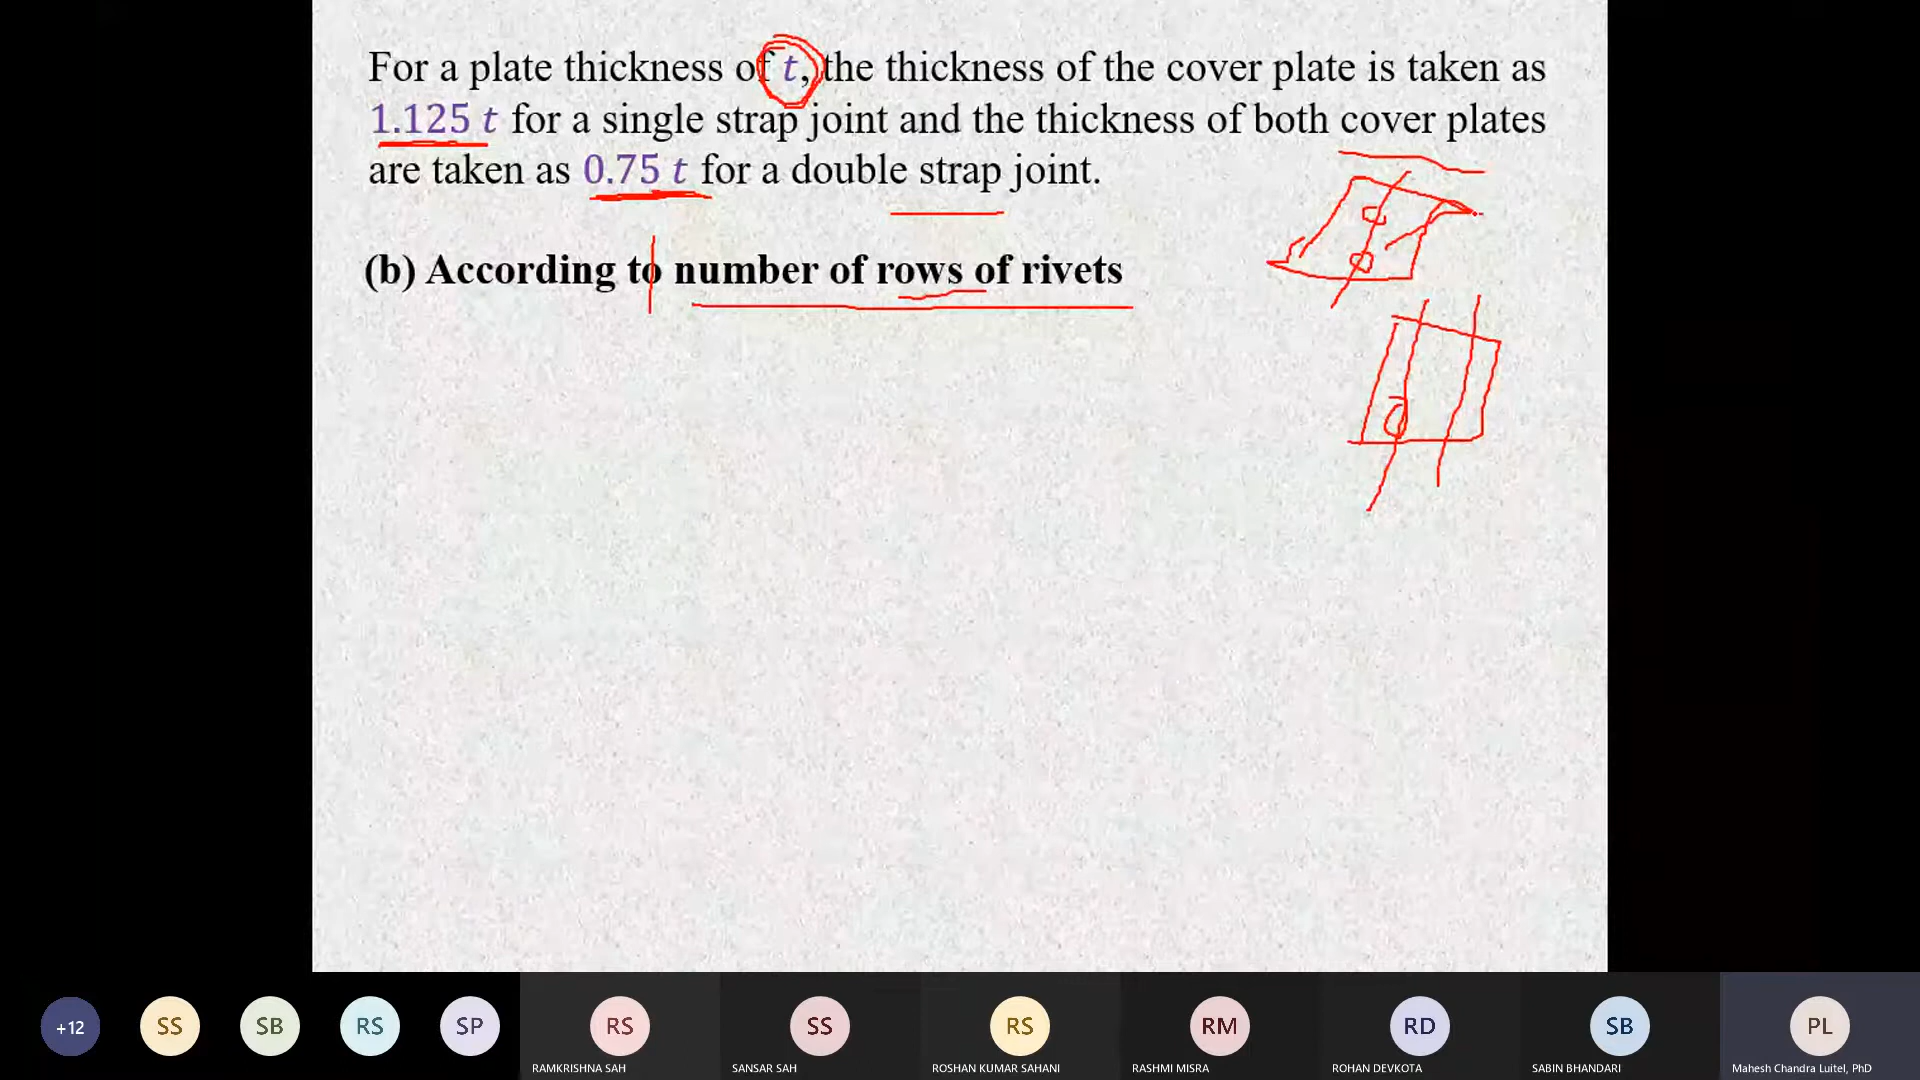 For a plate thickness of t, the thickness of the cover plate is taken as
1.125 t for a single strap joint and the thickness of both cover plates
are taken as 0.75 t for a double strap joint.
(b) According to number of rows of rivets
+12 SS SB RS SP RS SS RS RM RD SB PL
RAMKRISHNA SAH SANSAR SAH ROSHAN KUMAR SAHANI RASHMI MISRA ROHAN DEVKOTA SABIN BHANDARI Mahesh Chandra Luitel, PhD